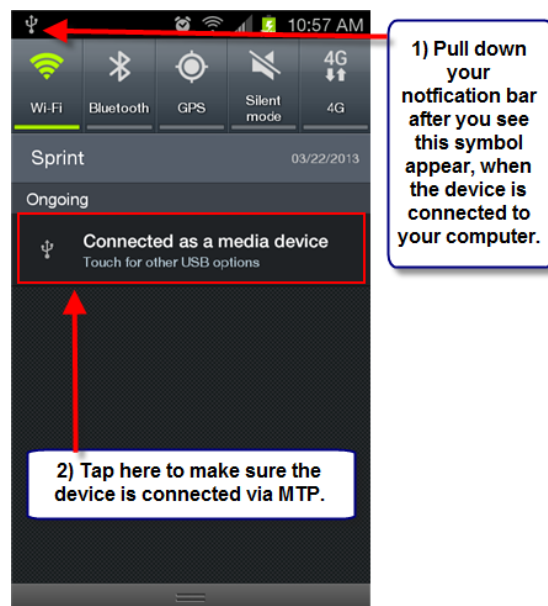 10:57 AM
1) Pull down
your
notfication bar
after you see
this symbol
appear, when
the device is
connected to
your computer.
4G
Wi-Fi Bluetooth GPS Silent mode 4G
Sprint 03/22/2013
Ongoing
Connected as a media device
Touch for other USB options
2) Tap here to make sure the
device is connected via MTP.